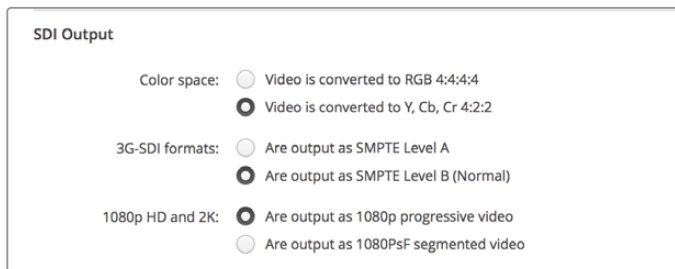 SDI Output
Color space: Video is converted to RGB 4:4:4:4
Video is converted to Y, Cb, Cr 4:2:2
3G-SDI formats: Are output as SMPTE Level A
Are output as SMPTE Level B (Normal)
1080p HD and 2K: Are output as 1080p progressive video
Are output as 1080PsF segmented video